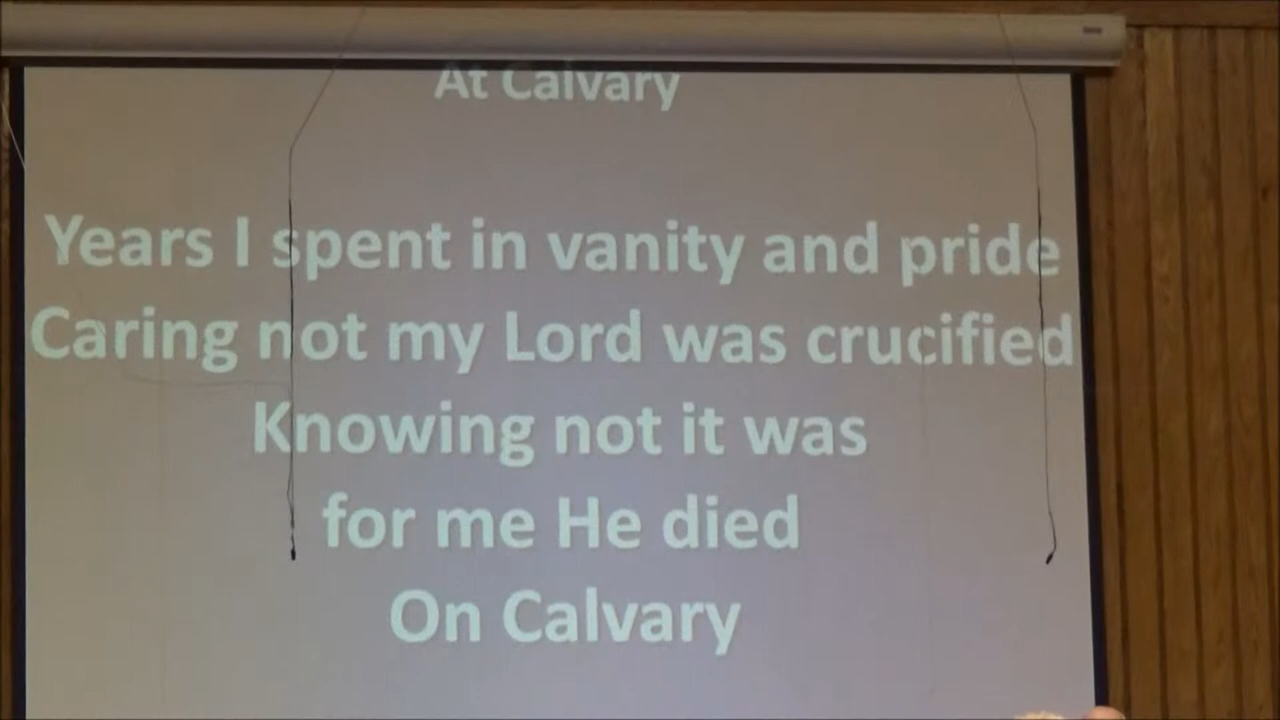 At Calvary
Years I spent in vanity and pride
Caring not my Lord was crucified
Knowing not it was
for me He died
On Calvary